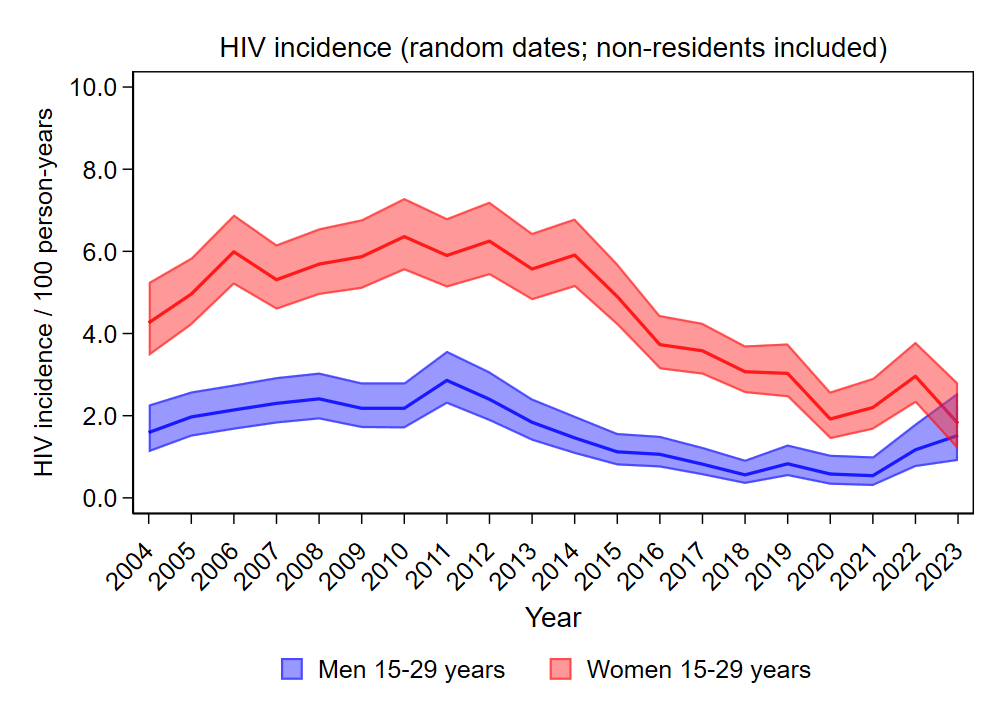 HIV incidence (random dates; non-residents included)
HIV incidence / 100 person-years
10.0
8.0
6.0
4.0
2.0
0.0
2004 2005 2006 2007 2008 2009 2010 2011 2012 2013 2014 2015 2016 2017 2018 2019 2020 2021 2022 2023
Year
Men 15-29 years Women 15-29 years